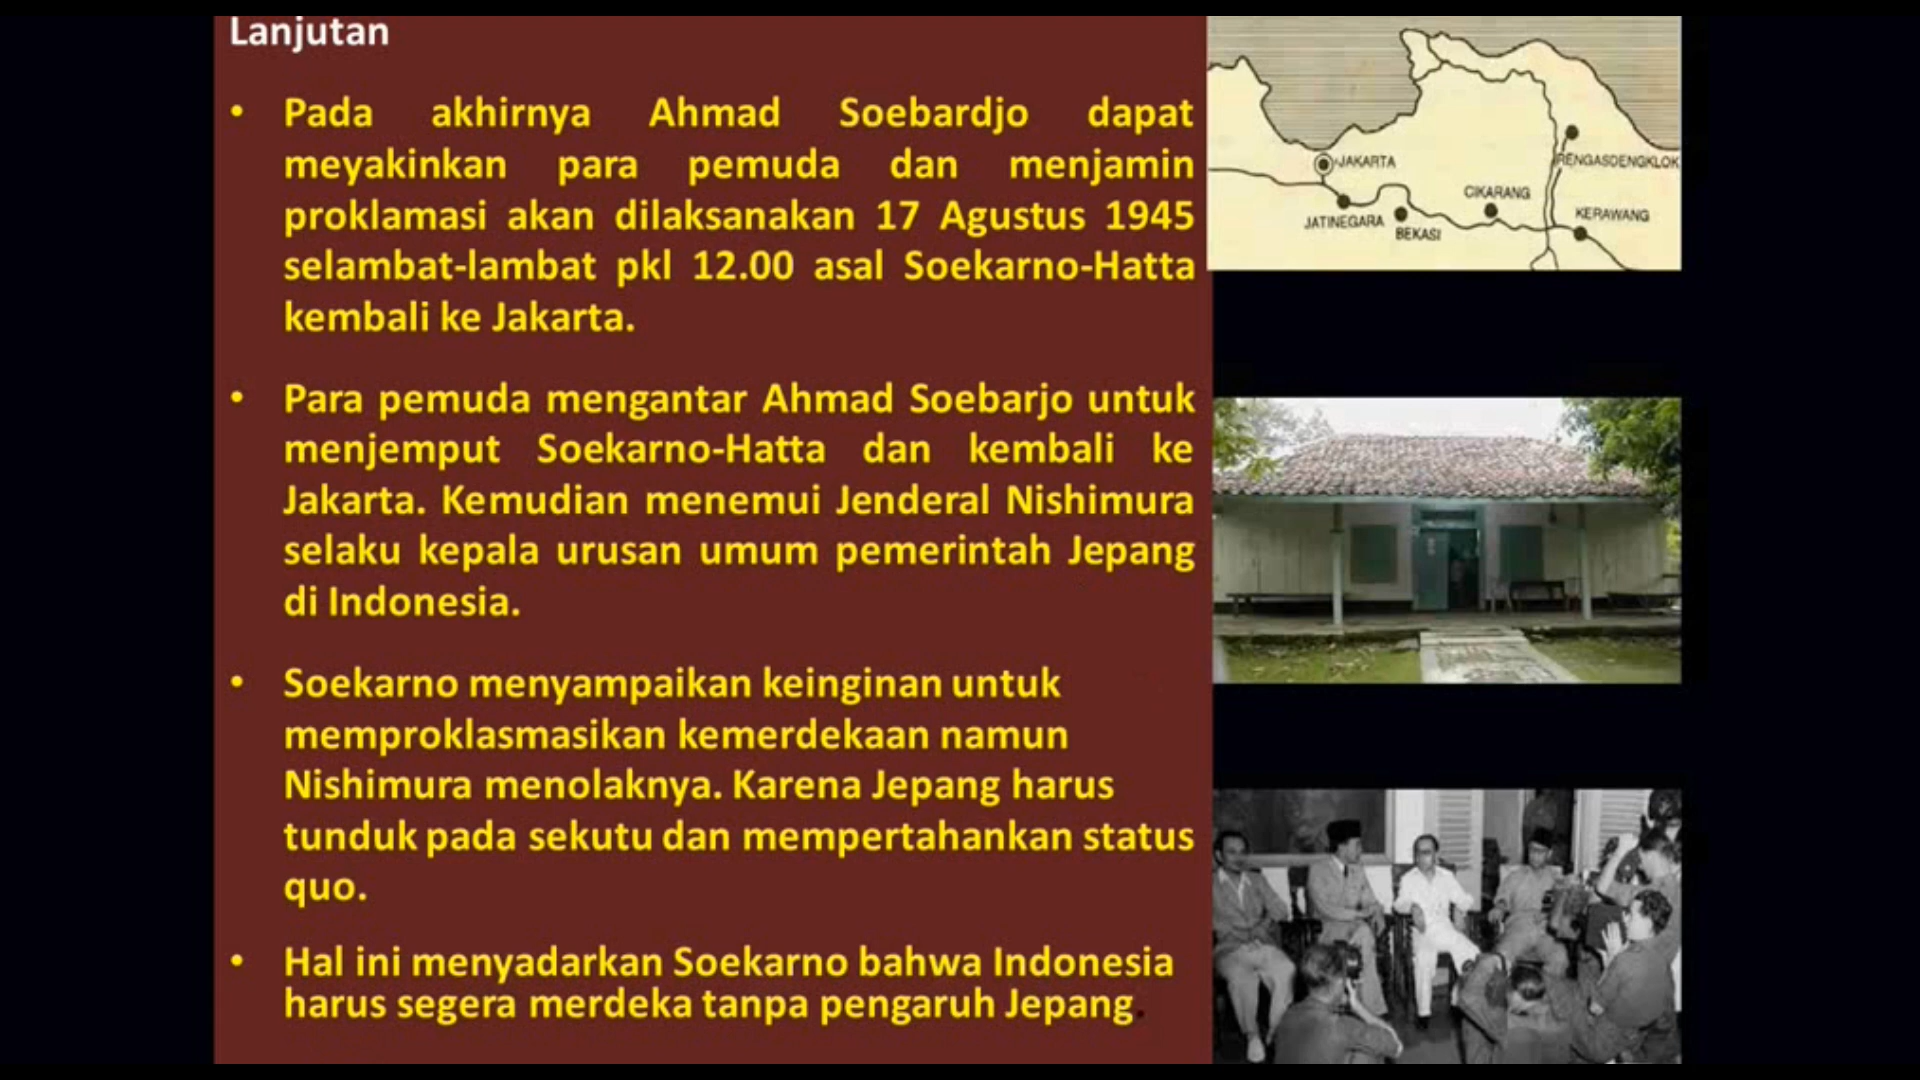 Lanjutan
• Pada akhirnya Ahmad Soebardjo dapat
meyakinkan para pemuda dan menjamin
proklamasi akan dilaksanakan 17 Agustus 1945
selambat-lambat pkl 12.00 asal Soekarno-Hatta
kembali ke Jakarta.
• Para pemuda mengantar Ahmad Soebarjo untuk
menjemput Soekarno-Hatta dan kembali ke
Jakarta. Kemudian menemui Jenderal Nishimura
selaku kepala urusan umum pemerintah Jepang
di Indonesia.
• Soekarno menyampaikan keinginan untuk
memproklasmasikan kemerdekaan namun
Nishimura menolaknya. Karena Jepang harus
tunduk pada sekutu dan mempertahankan status
quo.
• Hal ini menyadarkan Soekarno bahwa Indonesia
harus segera merdeka tanpa pengaruh Jepang.
JAKARTA
RENGASDENGKLOK
CIKARANG
JATINEGARA
KERAWANG
BEKASI